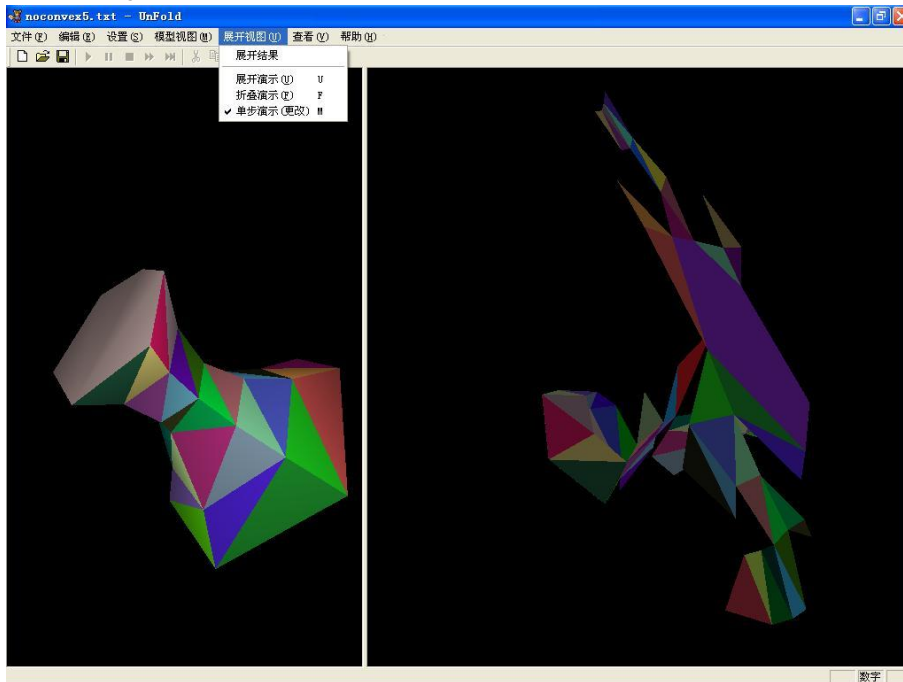 noconvex5.txt - UnFold
文件(F) 编辑(E) 设置(S) 模型视图(M) 展开视图(U) 查看(V) 帮助(H)
展开结果
展开演示(U) U
折叠演示(F) F
✓ 单步演示(更改) M
数字